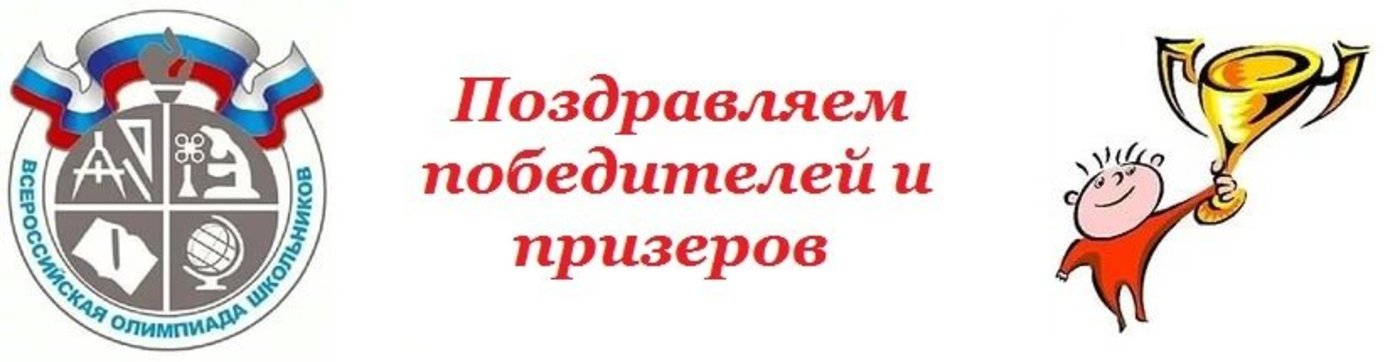 ВСЕРОССИЙСКАЯ ОЛИМПИАДА ШКОЛЬНИКОВ
Поздравляем
победителей и
призеров